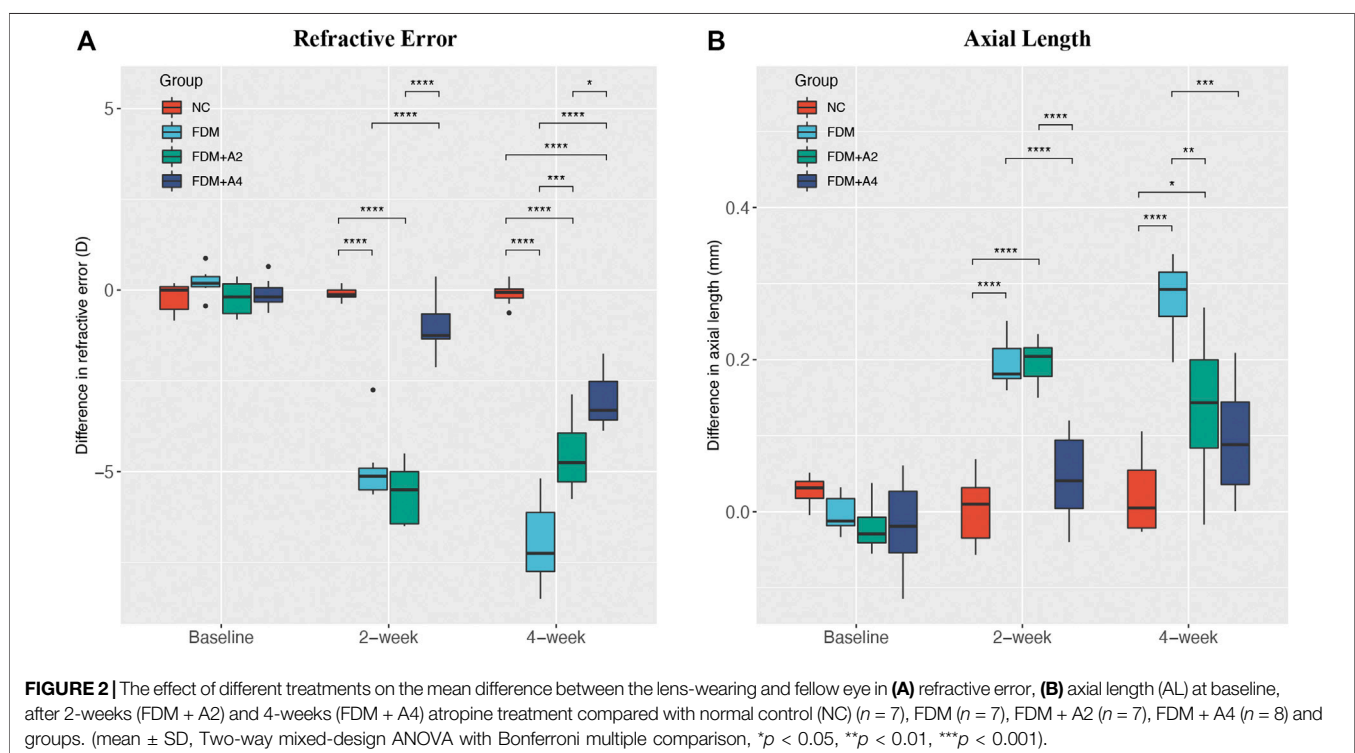 A
Refractive Error
Group
NC
FDM
FDM+A2
FDM+A4
Difference in refractive error (D)
5
0
−5
****
****
****
****
*
****
****
***
****
****
Baseline
2−week
4−week
B
Axial Length
Group
NC
FDM
FDM+A2
FDM+A4
Difference in axial length (mm)
0.4
0.2
0.0
****
****
****
****
***
**
*
****
Baseline
2−week
4−week
FIGURE 2 | The effect of different treatments on the mean difference between the lens-wearing and fellow eye in (A) refractive error, (B) axial length (AL) at baseline,
after 2-weeks (FDM + A2) and 4-weeks (FDM + A4) atropine treatment compared with normal control (NC) (n = 7), FDM (n = 7), FDM + A2 (n = 7), FDM + A4 (n = 8) and
groups. (mean ± SD, Two-way mixed-design ANOVA with Bonferroni multiple comparison, *p < 0.05, **p < 0.01, ***p < 0.001).